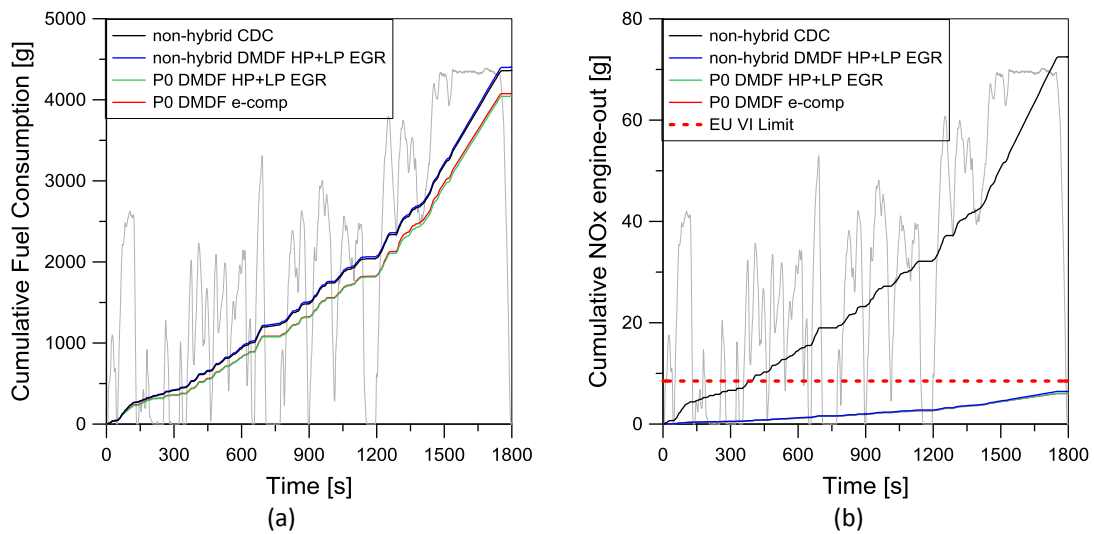 non-hybrid CDC
non-hybrid DMDF HP+LP EGR
P0 DMDF HP+LP EGR
P0 DMDF e-comp
Cumulative Fuel Consumption [g]
5000
4000
3000
2000
1000
0
0 300 600 900 1200 1500 1800
Time [s]
(a)
non-hybrid CDC
non-hybrid DMDF HP+LP EGR
P0 DMDF HP+LP EGR
P0 DMDF e-comp
EU VI Limit
Cumulative NOx engine-out [g]
80
60
40
20
0
0 300 600 900 1200 1500 1800
Time [s]
(b)